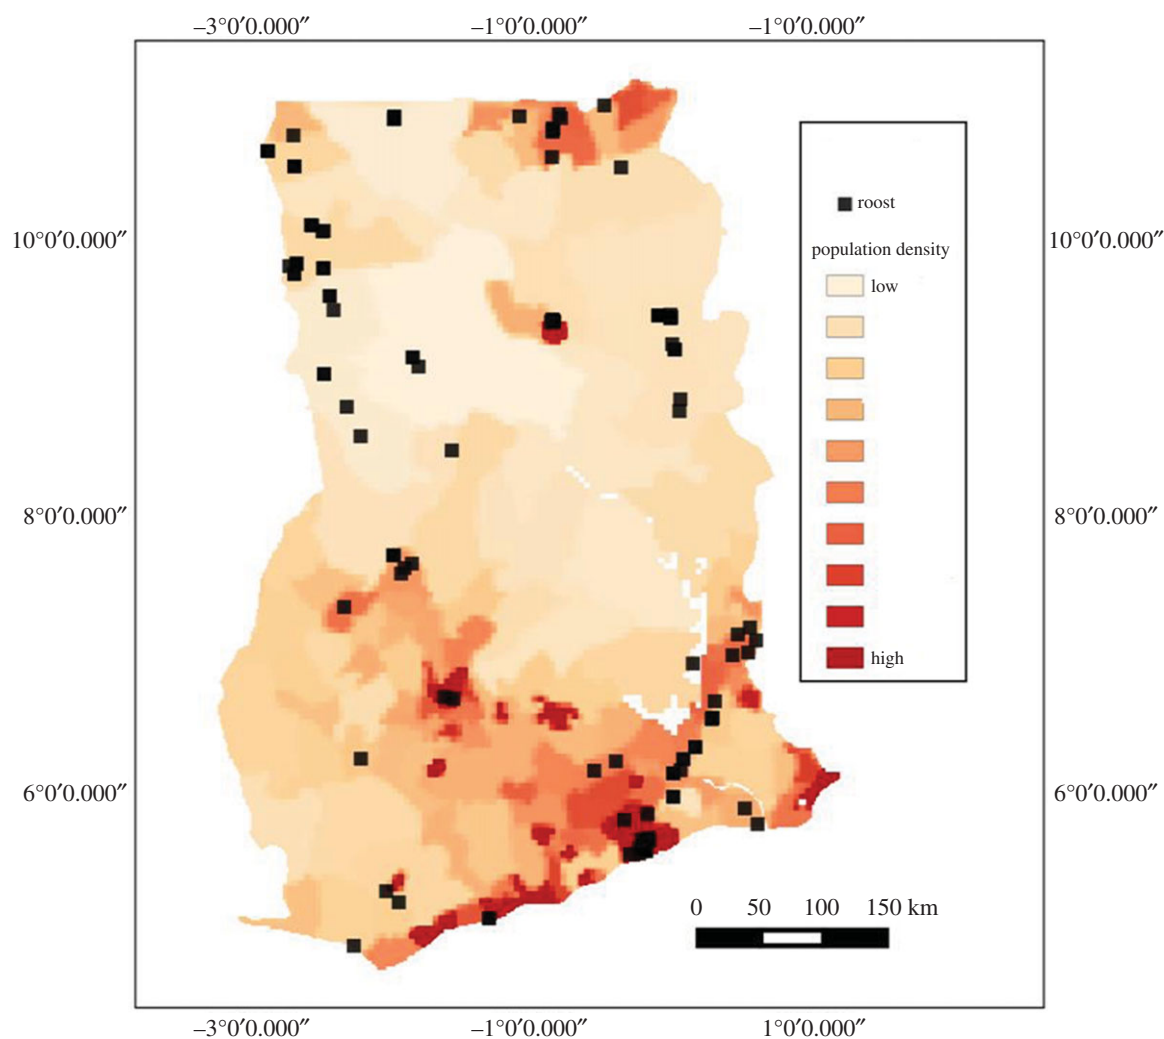 –3°0′0.000″ –1°0′0.000″ –1°0′0.000″
roost
10°0′0.000″ 10°0′0.000″
population density
low
8°0′0.000″ 8°0′0.000″
high
6°0′0.000″ 6°0′0.000″
0 50 100 150 km
–3°0′0.000″ –1°0′0.000″ 1°0′0.000″